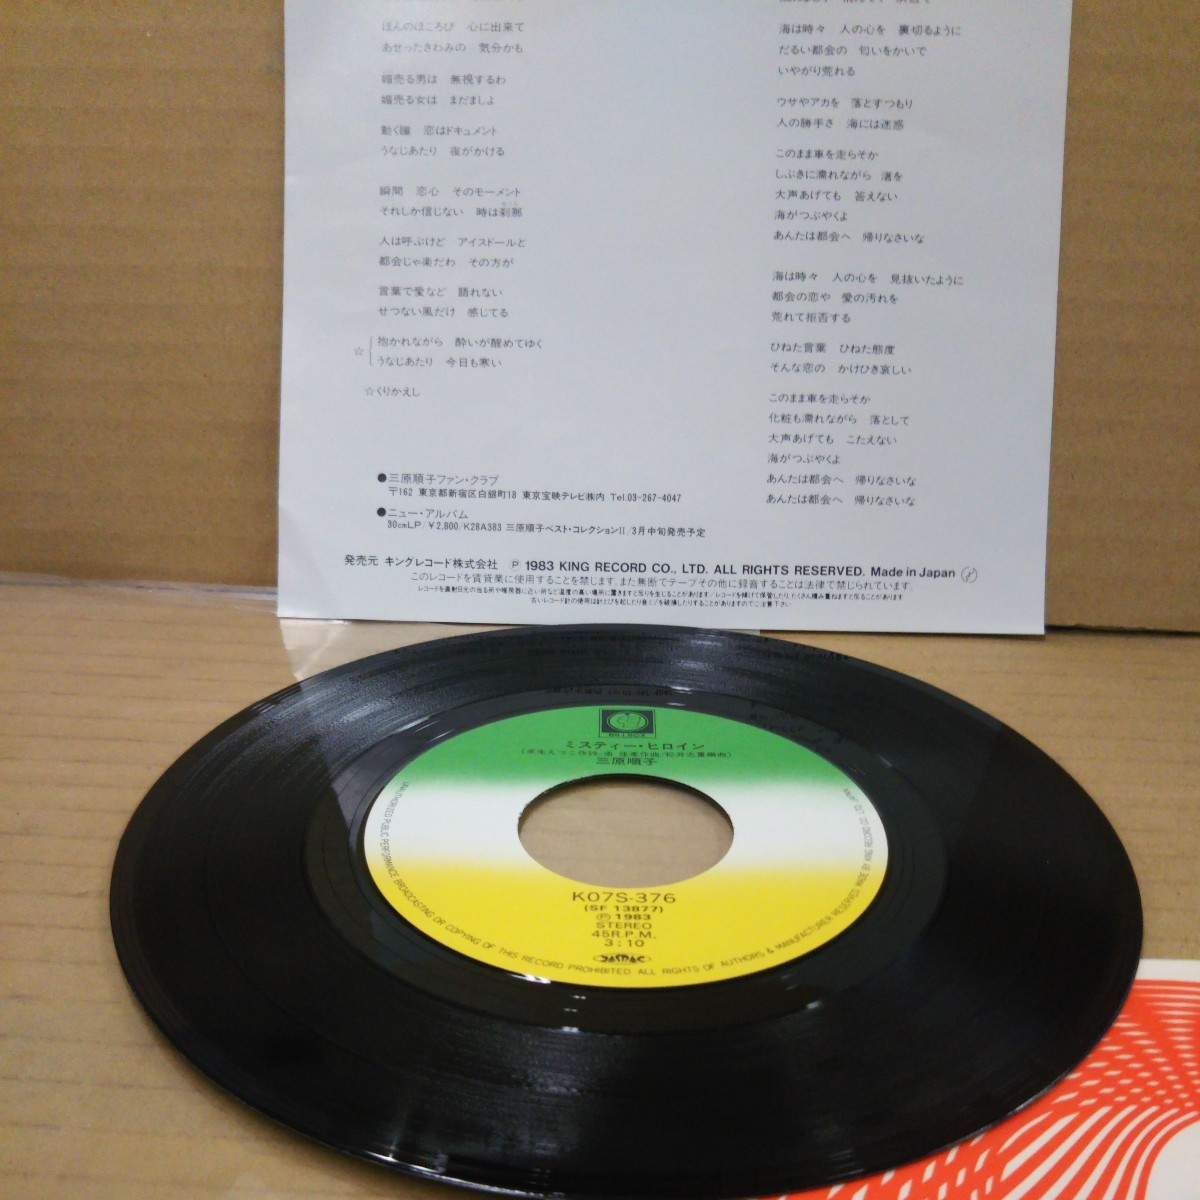 ほんのほころび 心に出来て
あせったきわみの 気分かも
媚売る男は 無視するわ
媚売る女は まだましよ
動く瞳 恋はドキュメント
うなじあたり 夜がかける
瞬間 恋心 そのモーメント
それしか信じない 時は刹那
人は呼ぶけど アイスドールと
都会じゃ楽だわ その方が
言葉で愛など 語れない
せつない風だけ 感じてる
☆ 抱かれながら 酔いが醒めてゆく
うなじあたり 今日も寒い
☆くりかえし
海は時々 人の心を 裏切るように
だるい都会の 匂いをかいで
いやがり荒れる
ウサやアカを 落とすつもり
人の勝手さ 海には迷惑
このまま車を走らそか
しぶきに濡れながら 渚を
大声あげても 答えない
海がつぶやくよ
あんたは都会へ 帰りなさいな
海は時々 人の心を 見抜いたように
都会の恋や 愛の汚れを
荒れて拒否する
ひねた言葉 ひねた態度
そんな恋の かけひき哀しい
このまま車を走らそか
化粧も濡れながら 落として
大声あげても こたえない
海がつぶやくよ
あんたは都会へ 帰りなさいな
あんたは都会へ 帰りなさいな
●三原順子ファン・クラブ
〒162 東京都新宿区白銀町18 東京宝映テレビ㈱内 Tel.03-267-4047
●ニュー・アルバム
30cmLP/¥2,800/K28A383 三原順子ベスト・コレクションII/3月中旬発売予定
発売元 キングレコード株式会社 Ⓟ 1983 KING RECORD CO., LTD. ALL RIGHTS RESERVED. Made in Japan
このレコードを賃貸業に使用することを禁じます。また無断でテープその他に録音することは法律で禁じられています。
ミスティー・ヒロイン
三原順子
K07S-376
(SF 13877)
Ⓟ 1983
STEREO
45R.P.M.
3:10
JASRAC
UNAUTHORIZED PUBLIC PERFORMANCE BROADCASTING OR COPYING OF THIS RECORD PROHIBITED. ALL RIGHTS OF AUTHORS & MANUFACTURER RESERVED. MADE BY KING RECORD CO. LTD.